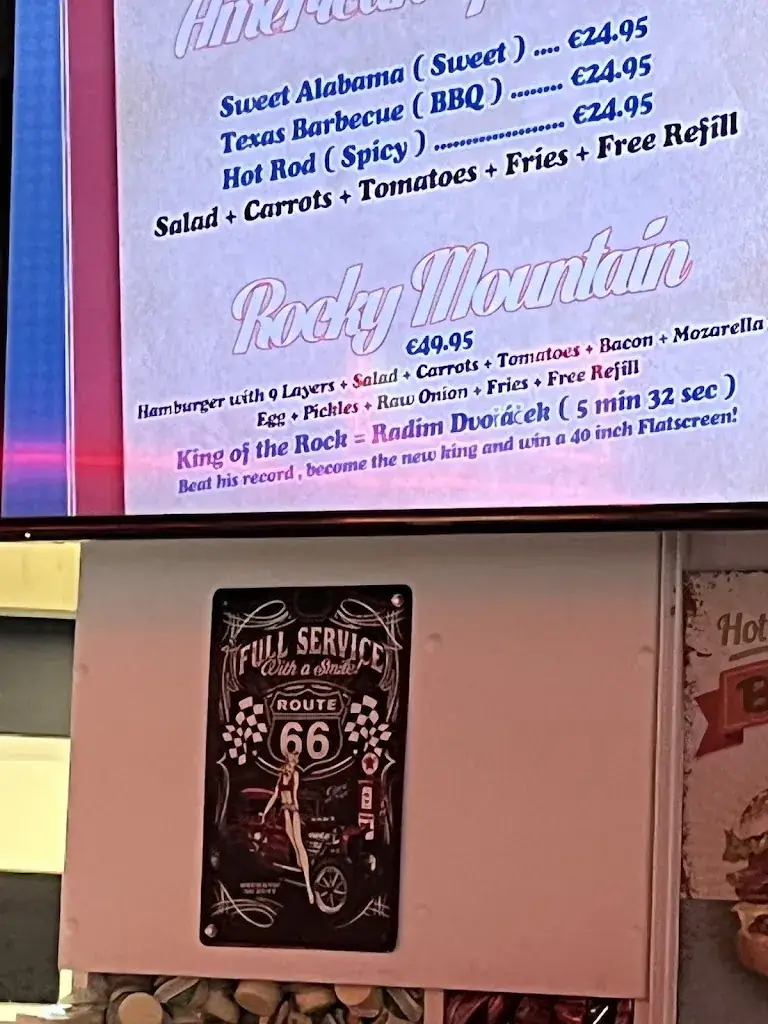 American
Sweet Alabama ( Sweet ) .... €24.95
Texas Barbecue ( BBQ ) ........ €24.95
Hot Rod ( Spicy ) ..................... €24.95
Salad + Carrots + Tomatoes + Fries + Free Refill
Rocky Mountain
€49.95
Hamburger with 9 Layers + Salad + Carrots + Tomatoes + Bacon + Mozarella
Egg + Pickles + Raw Onion + Fries + Free Refill
King of the Rock = Radim Dvořáček ( 5 min 32 sec )
Beat his record , become the new king and win a 40 inch Flatscreen!
FULL SERVICE
With a Smile!
ROUTE
66
Hot
B